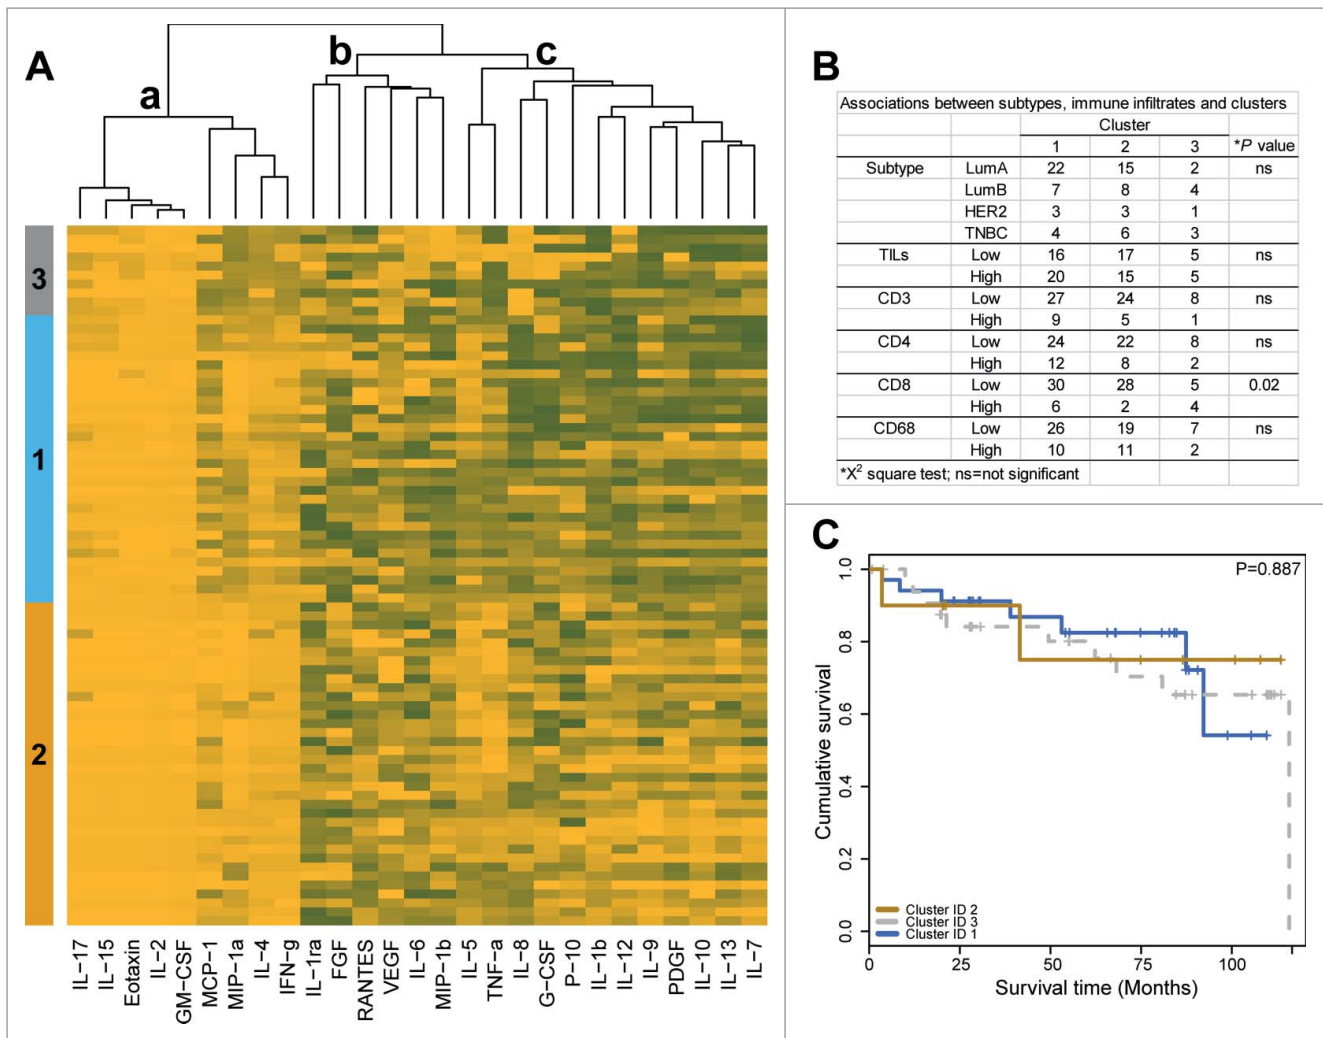 A
a
b
c
3
1
2
IL-17
IL-15
Eotaxin
IL-2
GM-CSF
MCP-1
MIP-1a
IL-4
IFN-g
IL-1ra
FGF
RANTES
VEGF
IL-6
MIP-1b
IL-5
TNF-a
IL-8
G-CSF
P-10
IL-1b
IL-12
IL-9
PDGF
IL-10
IL-13
IL-7
B
Associations between subtypes, immune infiltrates and clusters
Cluster
1 2 3 *P value
Subtype LumA 22 15 2 ns
LumB 7 8 4
HER2 3 3 1
TNBC 4 6 3
TILs Low 16 17 5 ns
High 20 15 5
CD3 Low 27 24 8 ns
High 9 5 1
CD4 Low 24 22 8 ns
High 12 8 2
CD8 Low 30 28 5 0.02
High 6 2 4
CD68 Low 26 19 7 ns
High 10 11 2
*X² square test; ns=not significant
C
P=0.887
Cumulative survival
1.0
0.8
0.6
0.4
0.2
0.0
Cluster ID 2
Cluster ID 3
Cluster ID 1
0 25 50 75 100
Survival time (Months)